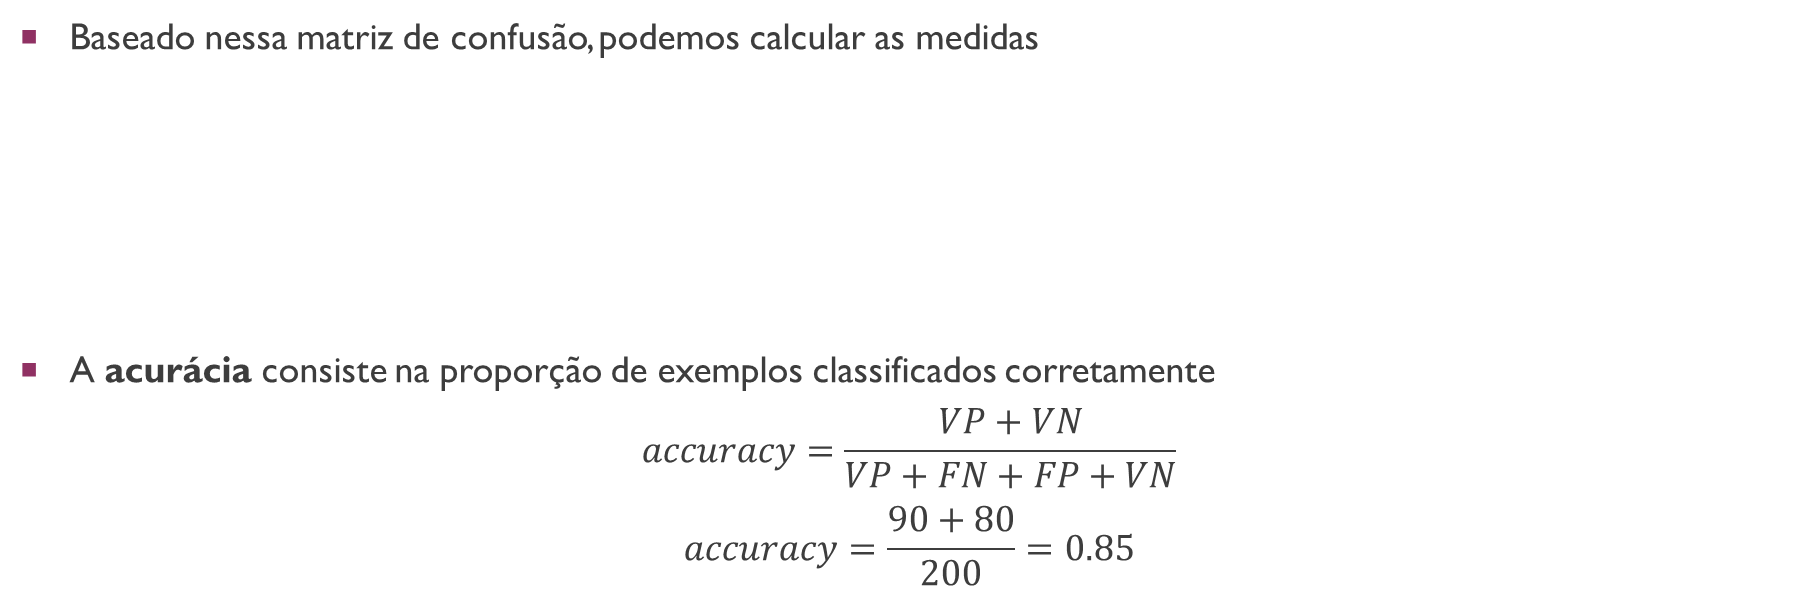 Baseado nessa matriz de confusão, podemos calcular as medidas
A acurácia consiste na proporção de exemplos classificados corretamente
VP + VN
accuracy =
VP + FN + FP + VN
90 + 80
accuracy = = 0.85
200